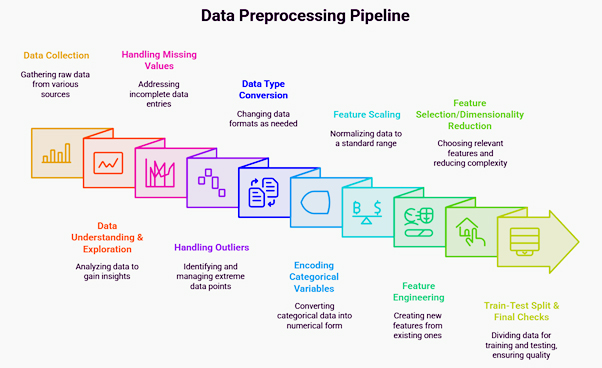 Data Preprocessing Pipeline
Data Collection
Gathering raw data
from various
sources
Handling Missing
Values
Addressing
incomplete data
entries
Data Type
Conversion
Changing data
formats as needed
Feature Scaling
Normalizing data to
a standard range
Feature
Selection/Dimensionality
Reduction
Choosing relevant
features and
reducing complexity
B $
Data
Understanding &
Exploration
Analyzing data to
gain insights
Handling Outliers
Identifying and
managing extreme
data points
Encoding
Categorical
Variables
Converting
categorical data into
numerical form
Feature
Engineering
Creating new
features from
existing ones
Train-Test Split &
Final Checks
Dividing data for
training and testing,
ensuring quality